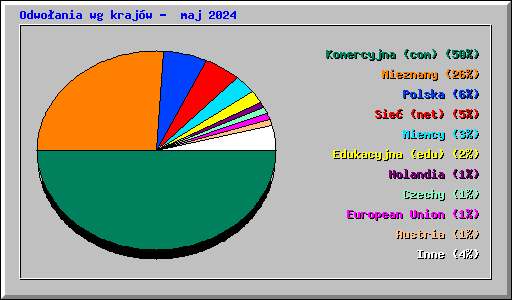 Odwołania wg krajów - maj 2024
Komercyjna (com) (50%)
Nieznany (26%)
Polska (6%)
Sieć (net) (5%)
Niemcy (3%)
Edukacyjna (edu) (2%)
Holandia (1%)
Czechy (1%)
European Union (1%)
Austria (1%)
Inne (4%)